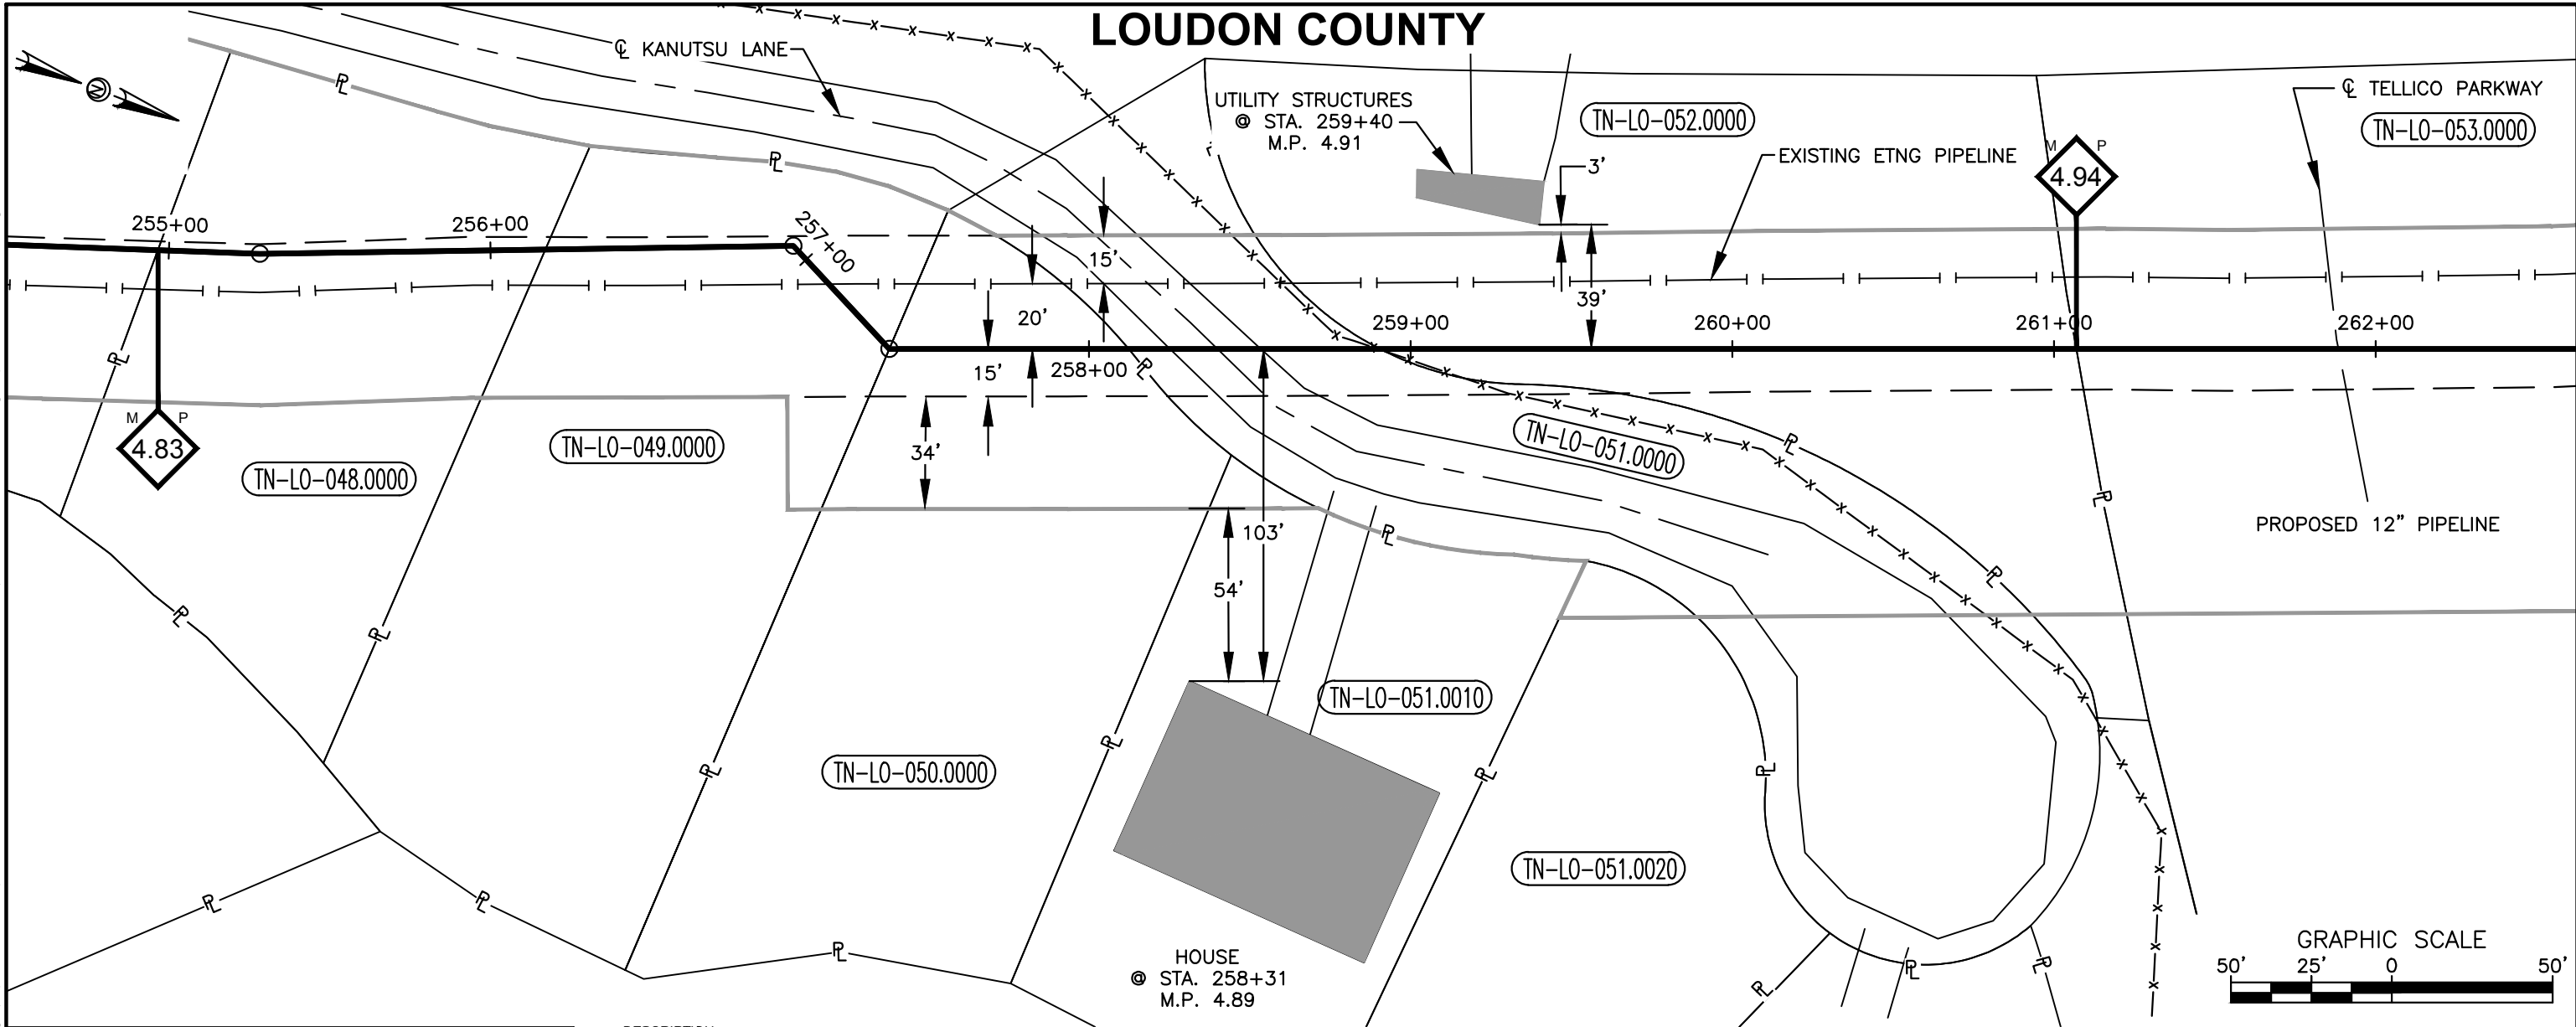 LOUDON COUNTY
℄ KANUTSU LANE
UTILITY STRUCTURES
@ STA. 259+40
M.P. 4.91
TN-LO-052.0000
℄ TELLICO PARKWAY
TN-LO-053.0000
N
EXISTING ETNG PIPELINE
3'
M P
4.94
255+00
256+00
257+00
15'
20'
39'
259+00
260+00
261+00
262+00
15'
258+00
M P
4.83
TN-LO-048.0000
TN-LO-049.0000
34'
TN-LO-051.0000
103'
54'
PROPOSED 12" PIPELINE
TN-LO-051.0010
TN-LO-050.0000
TN-LO-051.0020
HOUSE
@ STA. 258+31
M.P. 4.89
GRAPHIC SCALE
50' 25' 0 50'